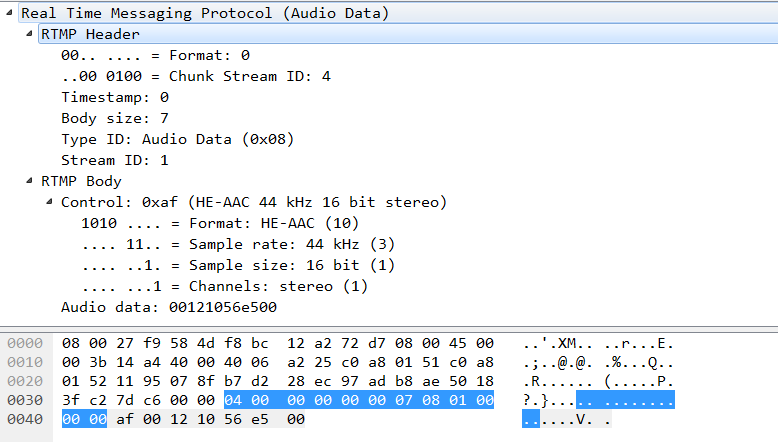 Real Time Messaging Protocol (Audio Data)
RTMP Header
00.. .... = Format: 0
..00 0100 = Chunk Stream ID: 4
Timestamp: 0
Body size: 7
Type ID: Audio Data (0x08)
Stream ID: 1
RTMP Body
Control: 0xaf (HE-AAC 44 kHz 16 bit stereo)
1010 .... = Format: HE-AAC (10)
.... 11.. = Sample rate: 44 kHz (3)
.... ..1. = Sample size: 16 bit (1)
.... ...1 = Channels: stereo (1)
Audio data: 00121056e500
0000 08 00 27 f9 58 4d f8 bc 12 a2 72 d7 08 00 45 00 ..'.XM.. ..r...E.
0010 00 3b 14 a4 40 00 40 06 a2 25 c0 a8 01 51 c0 a8 .;..@.@. .%...Q..
0020 01 52 11 95 07 8f b7 d2 28 ec 97 ad b8 ae 50 18 .R...... (.....P.
0030 3f c2 7d c6 00 00 04 00 00 00 00 00 07 08 01 00 ?.}..... ........
0040 00 00 af 00 12 10 56 e5 00 ......V. .